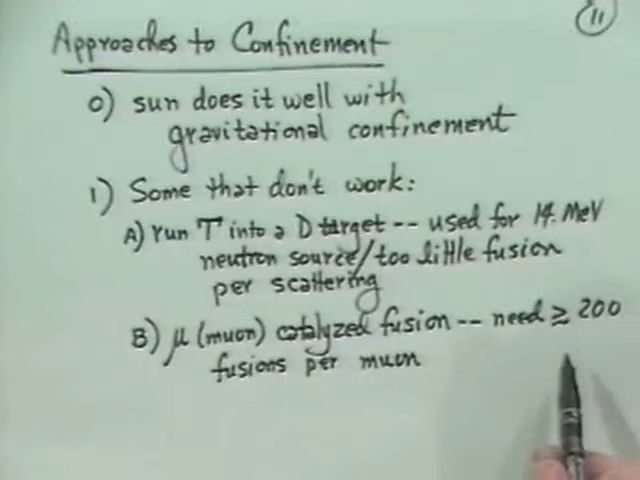 11
Approaches to Confinement
0) sun does it well with
gravitational confinement
1) Some that don't work:
A) run T into a D target -- used for 14. MeV
neutron source/too little fusion
per scattering
B) μ (muon) catalyzed fusion -- need ≥ 200
fusions per muon